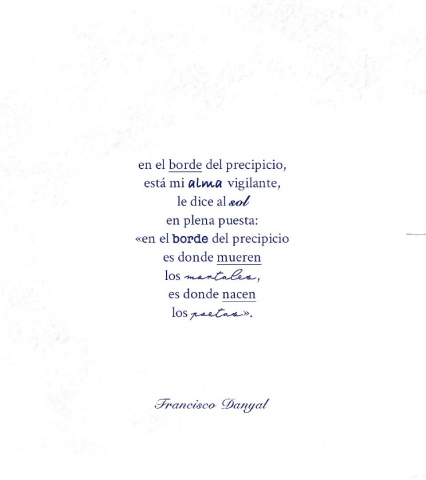 en el borde del precipicio,
está mi alma vigilante,
le dice al sol
en plena puesta:
«en el borde del precipicio
es donde mueren
los mortales,
es donde nacen
los poetas».
Francisco Danyal